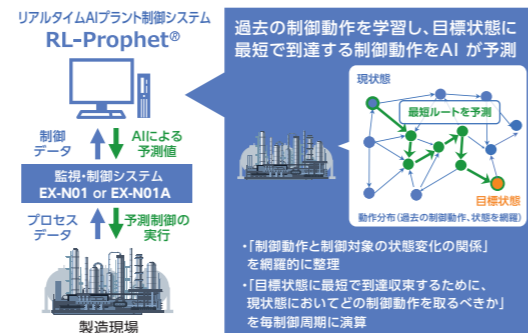 リアルタイムAIプラント制御システム
RL-Prophet®
制御
データ
AIによる
予測値
監視・制御システム
EX-N01 or EX-N01A
プロセス
データ
予測制御の
実行
製造現場
過去の制御動作を学習し、目標状態に
最短で到達する制御動作をAI が予測
現状態
最短ルートを予測
目標状態
動作分布(過去の制御動作、状態を網羅)
・「制御動作と制御対象の状態変化の関係」
を網羅的に整理
・「目標状態に最短で到達収束するために、
現状態においてどの制御動作を取るべきか」
を毎制御周期に演算